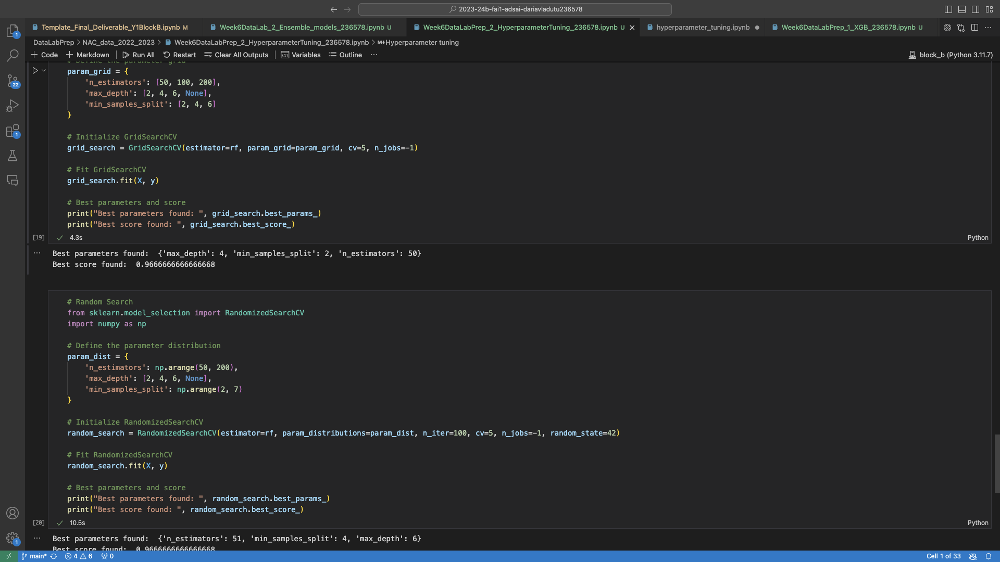 2023-24b-fai1-adsai-dariavladutu236578
Template_Final_Deliverable_Y1BlockB.ipynb M
Week6DataLab_2_Ensemble_models_236578.ipynb U
Week6DataLabPrep_2_HyperparameterTuning_236578.ipynb U
hyperparameter_tuning.ipynb
Week6DataLabPrep_1_XGB_236578.ipynb U
DataLabPrep > NAC_data_2022_2023 > Week6DataLabPrep_2_HyperparameterTuning_236578.ipynb > M↓Hyperparameter tuning
+ Code + Markdown Run All Restart Clear All Outputs Variables Outline ... block_b (Python 3.11.7)
# Define the parameter grid
param_grid = {
'n_estimators': [50, 100, 200],
'max_depth': [2, 4, 6, None],
'min_samples_split': [2, 4, 6]
}
# Initialize GridSearchCV
grid_search = GridSearchCV(estimator=rf, param_grid=param_grid, cv=5, n_jobs=-1)
# Fit GridSearchCV
grid_search.fit(X, y)
# Best parameters and score
print("Best parameters found: ", grid_search.best_params_)
print("Best score found: ", grid_search.best_score_)
[19] 4.3s Python
Best parameters found:  {'max_depth': 4, 'min_samples_split': 2, 'n_estimators': 50}
Best score found:  0.9666666666666668
# Random Search
from sklearn.model_selection import RandomizedSearchCV
import numpy as np
# Define the parameter distribution
param_dist = {
'n_estimators': np.arange(50, 200),
'max_depth': [2, 4, 6, None],
'min_samples_split': np.arange(2, 7)
}
# Initialize RandomizedSearchCV
random_search = RandomizedSearchCV(estimator=rf, param_distributions=param_dist, n_iter=100, cv=5, n_jobs=-1, random_state=42)
# Fit RandomizedSearchCV
random_search.fit(X, y)
# Best parameters and score
print("Best parameters found: ", random_search.best_params_)
print("Best score found: ", random_search.best_score_)
[20] 10.5s Python
Best parameters found:  {'n_estimators': 51, 'min_samples_split': 4, 'max_depth': 6}
Best score found:  0.9666666666666668
main* 4 6 0 Cell 1 of 33
1
22
1
1